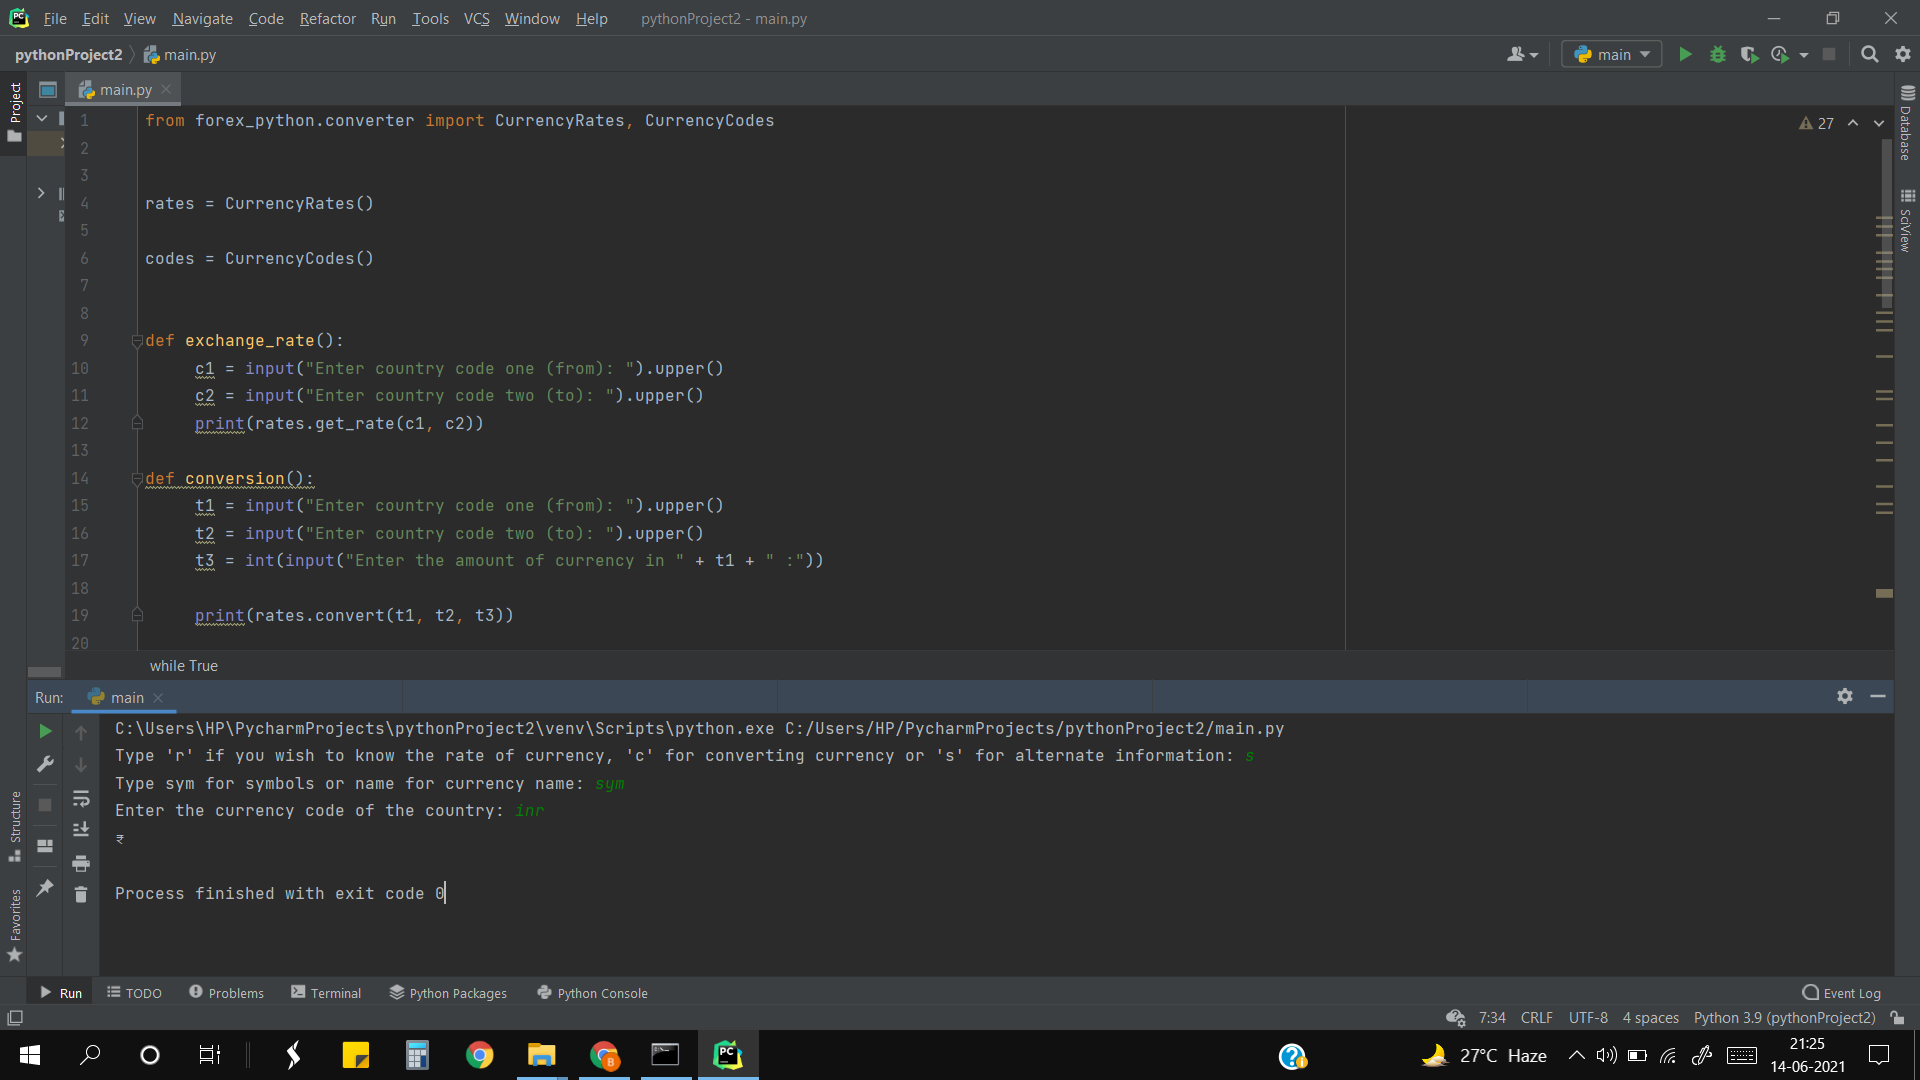 File Edit View Navigate Code Refactor Run Tools VCS Window Help pythonProject2 - main.py
pythonProject2 main.py main
Project
main.py
27
Database
SciView
1 from forex_python.converter import CurrencyRates, CurrencyCodes
2
3
4 rates = CurrencyRates()
5
6 codes = CurrencyCodes()
7
8
9 def exchange_rate():
10 c1 = input("Enter country code one (from): ").upper()
11 c2 = input("Enter country code two (to): ").upper()
12 print(rates.get_rate(c1, c2))
13
14 def conversion():
15 t1 = input("Enter country code one (from): ").upper()
16 t2 = input("Enter country code two (to): ").upper()
17 t3 = int(input("Enter the amount of currency in " + t1 + " :"))
18
19 print(rates.convert(t1, t2, t3))
20
while True
Run: main
C:\Users\HP\PycharmProjects\pythonProject2\venv\Scripts\python.exe C:/Users/HP/PycharmProjects/pythonProject2/main.py
Type 'r' if you wish to know the rate of currency, 'c' for converting currency or 's' for alternate information: s
Type sym for symbols or name for currency name: sym
Enter the currency code of the country: inr
₹
Process finished with exit code 0
Structure
Favorites
Run TODO Problems Terminal Python Packages Python Console Event Log
7:34 CRLF UTF-8 4 spaces Python 3.9 (pythonProject2)
27°C Haze
21:25
14-06-2021